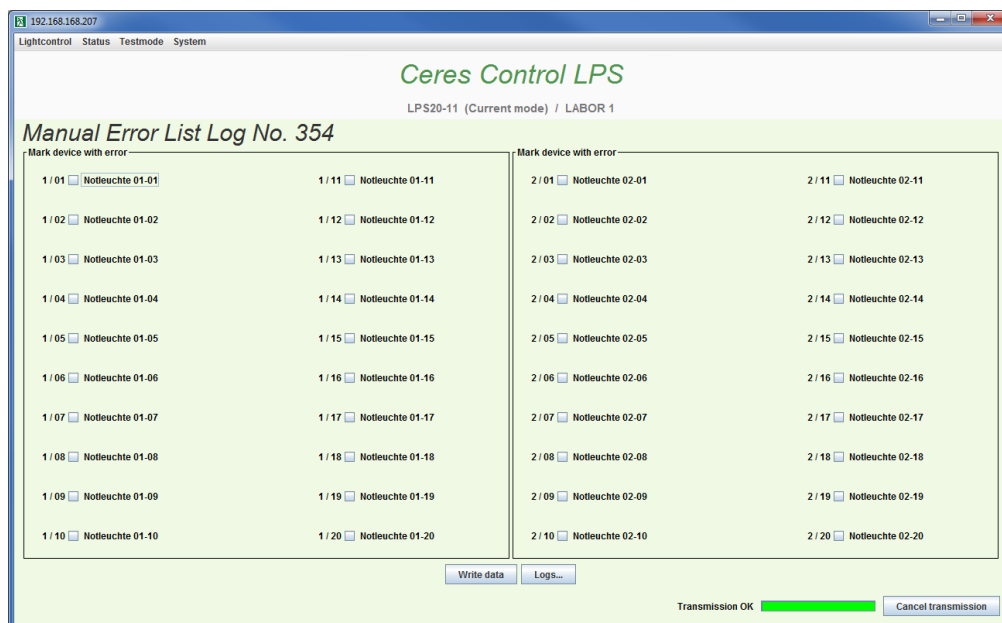 192.168.168.207
Lightcontrol Status Testmode System
Ceres Control LPS
LPS20-11 (Current mode) / LABOR 1
Manual Error List Log No. 354
Mark device with error
1 / 01 Notleuchte 01-01
1 / 02 Notleuchte 01-02
1 / 03 Notleuchte 01-03
1 / 04 Notleuchte 01-04
1 / 05 Notleuchte 01-05
1 / 06 Notleuchte 01-06
1 / 07 Notleuchte 01-07
1 / 08 Notleuchte 01-08
1 / 09 Notleuchte 01-09
1 / 10 Notleuchte 01-10
1 / 11 Notleuchte 01-11
1 / 12 Notleuchte 01-12
1 / 13 Notleuchte 01-13
1 / 14 Notleuchte 01-14
1 / 15 Notleuchte 01-15
1 / 16 Notleuchte 01-16
1 / 17 Notleuchte 01-17
1 / 18 Notleuchte 01-18
1 / 19 Notleuchte 01-19
1 / 20 Notleuchte 01-20
Mark device with error
2 / 01 Notleuchte 02-01
2 / 02 Notleuchte 02-02
2 / 03 Notleuchte 02-03
2 / 04 Notleuchte 02-04
2 / 05 Notleuchte 02-05
2 / 06 Notleuchte 02-06
2 / 07 Notleuchte 02-07
2 / 08 Notleuchte 02-08
2 / 09 Notleuchte 02-09
2 / 10 Notleuchte 02-10
2 / 11 Notleuchte 02-11
2 / 12 Notleuchte 02-12
2 / 13 Notleuchte 02-13
2 / 14 Notleuchte 02-14
2 / 15 Notleuchte 02-15
2 / 16 Notleuchte 02-16
2 / 17 Notleuchte 02-17
2 / 18 Notleuchte 02-18
2 / 19 Notleuchte 02-19
2 / 20 Notleuchte 02-20
Write data Logs...
Transmission OK Cancel transmission